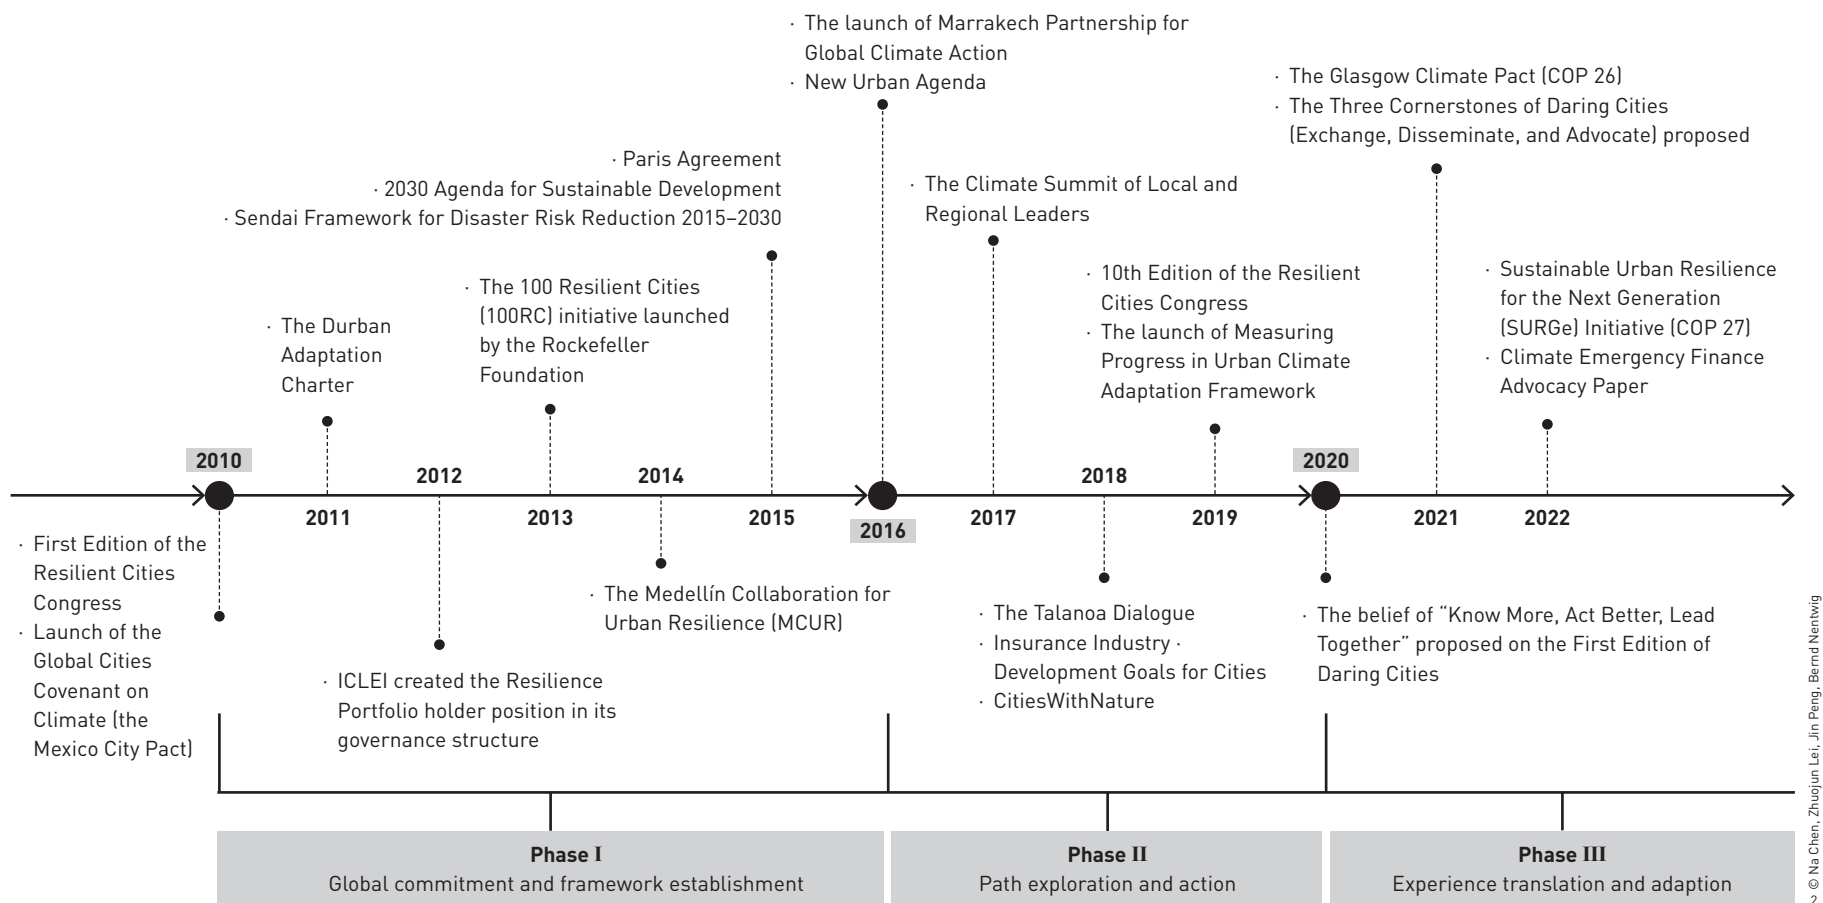 · The launch of Marrakech Partnership for
Global Climate Action
· New Urban Agenda
· The Glasgow Climate Pact (COP 26)
· The Three Cornerstones of Daring Cities
(Exchange, Disseminate, and Advocate) proposed
· Paris Agreement
· 2030 Agenda for Sustainable Development
· Sendai Framework for Disaster Risk Reduction 2015–2030
· The Climate Summit of Local and
Regional Leaders
· The Durban
Adaptation
Charter
· The 100 Resilient Cities
(100RC) initiative launched
by the Rockefeller
Foundation
· 10th Edition of the Resilient
Cities Congress
· The launch of Measuring
Progress in Urban Climate
Adaptation Framework
· Sustainable Urban Resilience
for the Next Generation
(SURGe) Initiative (COP 27)
· Climate Emergency Finance
Advocacy Paper
2010
2011
2012
2013
2014
2015
2016
2017
2018
2019
2020
2021
2022
· First Edition of the
Resilient Cities
Congress
· Launch of the
Global Cities
Covenant on
Climate (the
Mexico City Pact)
· ICLEI created the Resilience
Portfolio holder position in its
governance structure
· The Medellín Collaboration for
Urban Resilience (MCUR)
· The Talanoa Dialogue
· Insurance Industry ·
Development Goals for Cities
· CitiesWithNature
· The belief of “Know More, Act Better, Lead
Together” proposed on the First Edition of
Daring Cities
Phase I
Global commitment and framework establishment
Phase II
Path exploration and action
Phase III
Experience translation and adaption
2 © Na Chen, Zhuojun Lei, Jin Peng, Bernd Nentwig